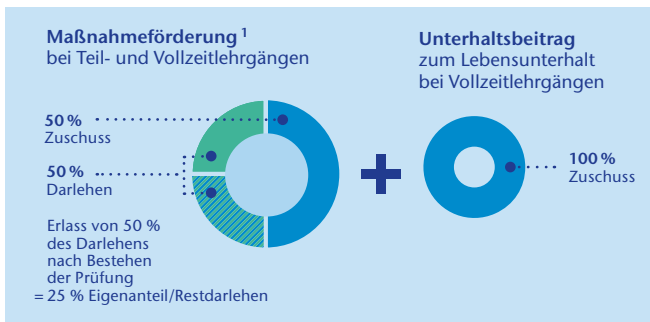 Maßnahmeförderung ¹
bei Teil- und Vollzeitlehrgängen
50 %
Zuschuss
50 %
Darlehen
Erlass von 50 %
des Darlehens
nach Bestehen
der Prüfung
= 25 % Eigenanteil/Restdarlehen
Unterhaltsbeitrag
zum Lebensunterhalt
bei Vollzeitlehrgängen
100 %
Zuschuss